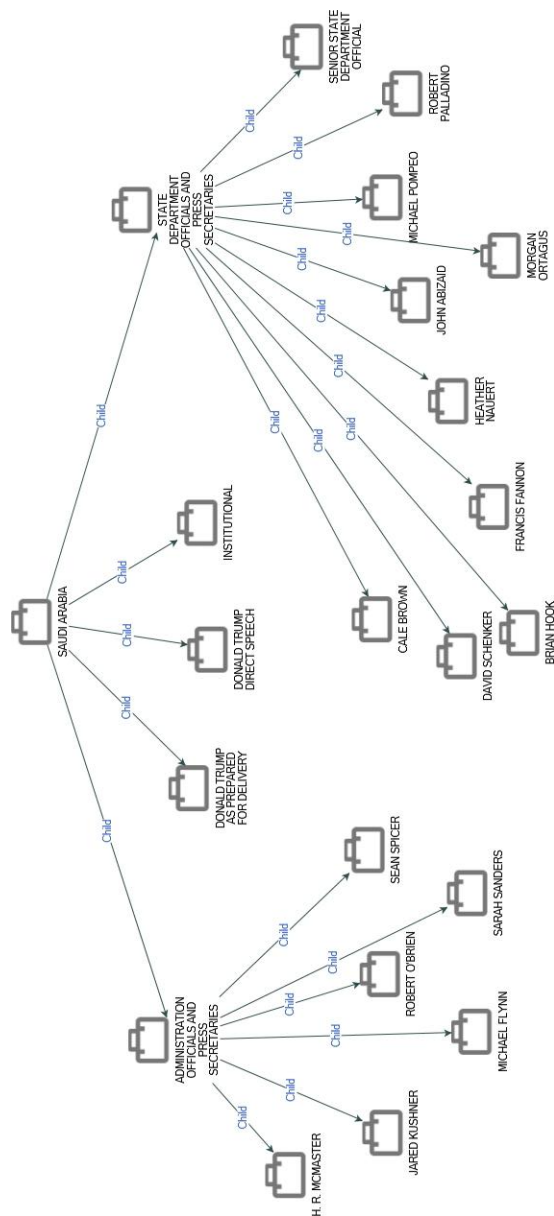 SAUDI ARABIA
Child
Child
Child
Child
Child
ADMINISTRATION
OFFICIALS AND
PRESS
SECRETARIES
DONALD TRUMP
AS PREPARED
FOR DELIVERY
DONALD TRUMP
DIRECT SPEECH
INSTITUTIONAL
STATE
DEPARTMENT
OFFICIALS AND
PRESS
SECRETARIES
Child
Child
Child
Child
Child
Child
H. R. MCMASTER
JARED KUSHNER
MICHAEL FLYNN
ROBERT O'BRIEN
SARAH SANDERS
SEAN SPICER
Child
Child
Child
Child
Child
Child
Child
Child
Child
Child
CALE BROWN
DAVID SCHENKER
BRIAN HOOK
FRANCIS FANNON
HEATHER
NAUERT
JOHN ABIZAID
MORGAN
ORTAGUS
MICHAEL POMPEO
ROBERT
PALLADINO
SENIOR STATE
DEPARTMENT
OFFICIAL